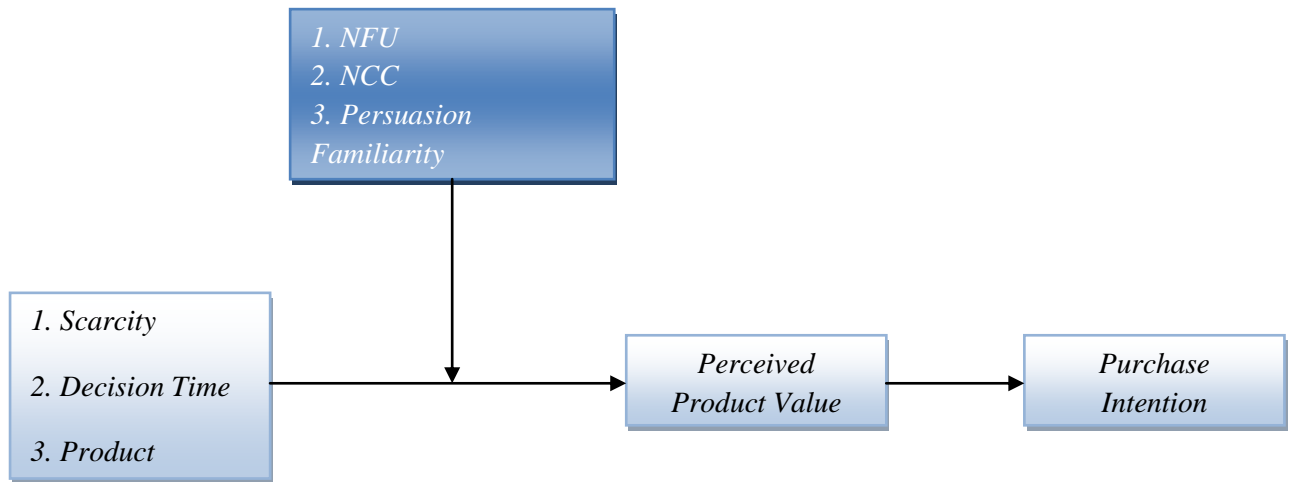 1. NFU
2. NCC
3. Persuasion
Familiarity
1. Scarcity
2. Decision Time
3. Product
Perceived
Product Value
Purchase
Intention